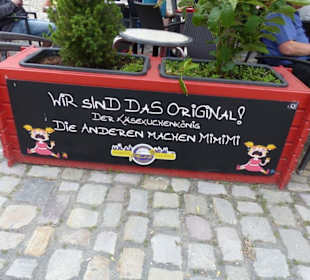 WIR SIND DAS ORIGINAL!
DER KÄSEKUCHENKÖNIG
DIE ANDEREN MACHEN MIMIMI